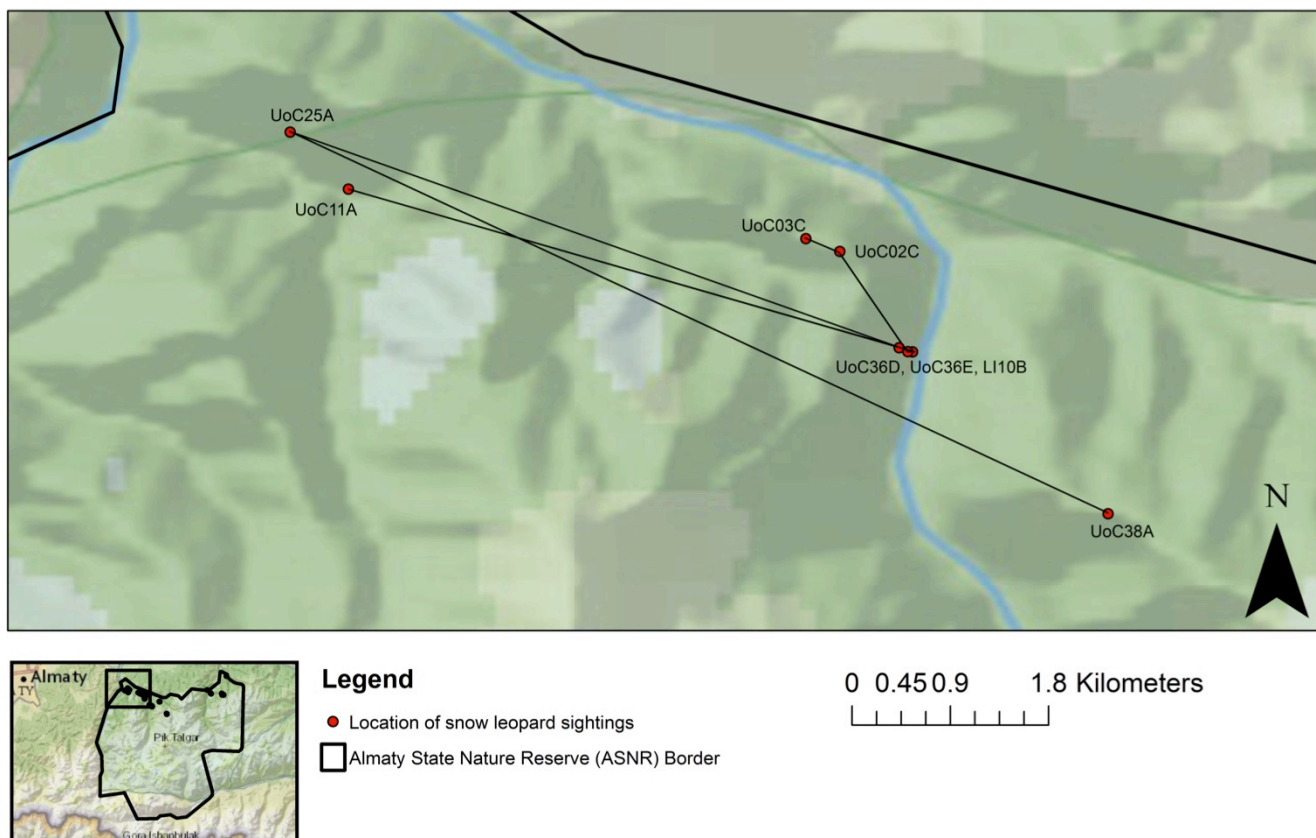 UoC25A
UoC11A
UoC03C
UoC02C
UoC36D, UoC36E, LI10B
UoC38A
N
Almaty
TY
Pik Talgar
Legend
Location of snow leopard sightings
Almaty State Nature Reserve (ASNR) Border
0 0.45 0.9 1.8 Kilometers